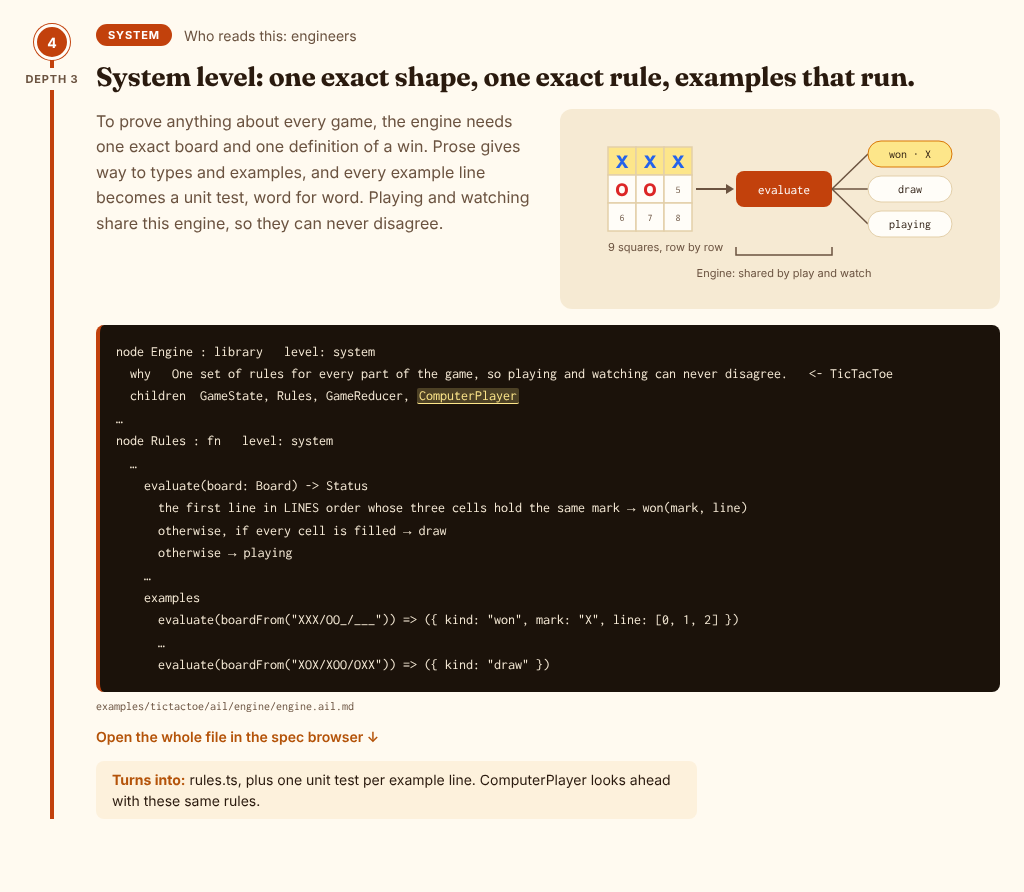 4
DEPTH 3
SYSTEM
Who reads this: engineers
System level: one exact shape, one exact rule, examples that run.
To prove anything about every game, the engine needs
one exact board and one definition of a win. Prose gives
way to types and examples, and every example line
becomes a unit test, word for word. Playing and watching
share this engine, so they can never disagree.
X X X
O O 5
6 7 8
9 squares, row by row
evaluate
won · X
draw
playing
Engine: shared by play and watch
node Engine : library   level: system
  why   One set of rules for every part of the game, so playing and watching can never disagree.   <- TicTacToe
  children  GameState, Rules, GameReducer, ComputerPlayer
…
node Rules : fn   level: system
  …
    evaluate(board: Board) -> Status
      the first line in LINES order whose three cells hold the same mark → won(mark, line)
      otherwise, if every cell is filled → draw
      otherwise → playing
    …
    examples
      evaluate(boardFrom("XXX/OO_/___")) => ({ kind: "won", mark: "X", line: [0, 1, 2] })
      …
      evaluate(boardFrom("XOX/XOO/OXX")) => ({ kind: "draw" })
examples/tictactoe/ail/engine/engine.ail.md
Open the whole file in the spec browser ↓
Turns into: rules.ts, plus one unit test per example line. ComputerPlayer looks ahead
with these same rules.